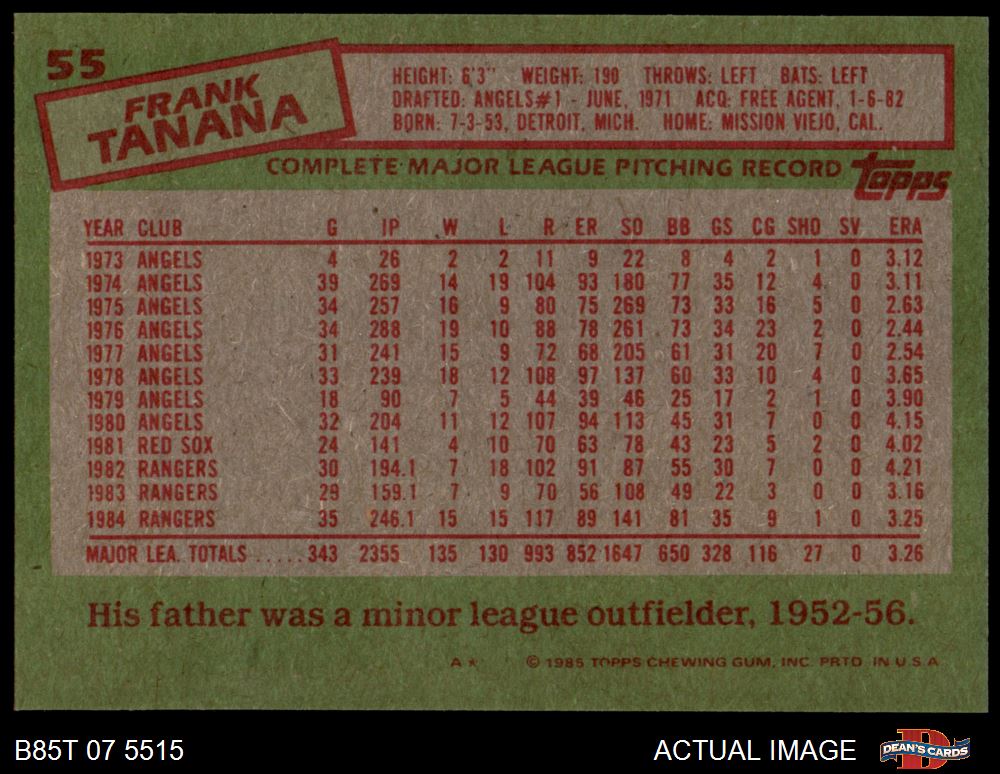 55
FRANK
TANANA
HEIGHT: 6'3" WEIGHT: 190 THROWS: LEFT BATS: LEFT
DRAFTED: ANGELS#1 - JUNE, 1971 ACQ: FREE AGENT, 1-6-82
BORN: 7-3-53, DETROIT, MICH. HOME: MISSION VIEJO, CAL.
COMPLETE MAJOR LEAGUE PITCHING RECORD
topps
YEAR CLUB G IP W L R ER SO BB GS CG SHO SV ERA
1973 ANGELS 4 26 2 2 11 9 22 8 4 2 1 0 3.12
1974 ANGELS 39 269 14 19 104 93 180 77 35 12 4 0 3.11
1975 ANGELS 34 257 16 9 80 75 269 73 33 16 5 0 2.63
1976 ANGELS 34 288 19 10 88 78 261 73 34 23 2 0 2.44
1977 ANGELS 31 241 15 9 72 68 205 61 31 20 7 0 2.54
1978 ANGELS 33 239 18 12 108 97 137 60 33 10 4 0 3.65
1979 ANGELS 18 90 7 5 44 39 46 25 17 2 1 0 3.90
1980 ANGELS 32 204 11 12 107 94 113 45 31 7 0 0 4.15
1981 RED SOX 24 141 4 10 70 63 78 43 23 5 2 0 4.02
1982 RANGERS 30 194.1 7 18 102 91 87 55 30 7 0 0 4.21
1983 RANGERS 29 159.1 7 9 70 56 108 49 22 3 0 0 3.16
1984 RANGERS 35 246.1 15 15 117 89 141 81 35 9 1 0 3.25
MAJOR LEA. TOTALS ..... 343 2355 135 130 993 852 1647 650 328 116 27 0 3.26
His father was a minor league outfielder, 1952-56.
A* © 1985 TOPPS CHEWING GUM, INC. PRTD. IN U.S.A.
B85T 07 5515 ACTUAL IMAGE DEAN'S CARDS